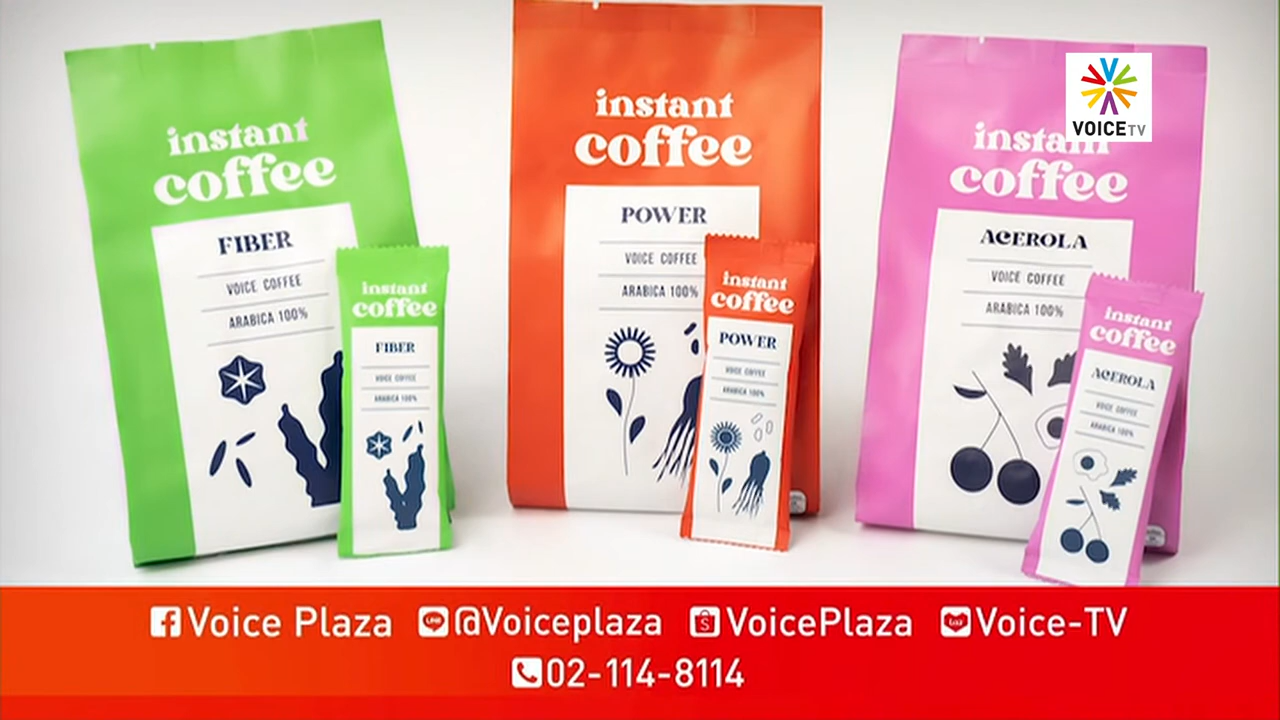 instant
coffee
FIBER
VOICE COFFEE
ARABICA 100%
instant
coffee
FIBER
VOICE COFFEE
ARABICA 100%
instant
coffee
POWER
VOICE COFFEE
ARABICA 100%
instant
coffee
POWER
VOICE COFFEE
ARABICA 100%
VOICE TV
instant
coffee
ACEROLA
VOICE COFFEE
ARABICA 100%
instant
coffee
ACEROLA
VOICE COFFEE
ARABICA 100%
Voice Plaza LINE @Voiceplaza VoicePlaza Laz Voice-TV
02-114-8114